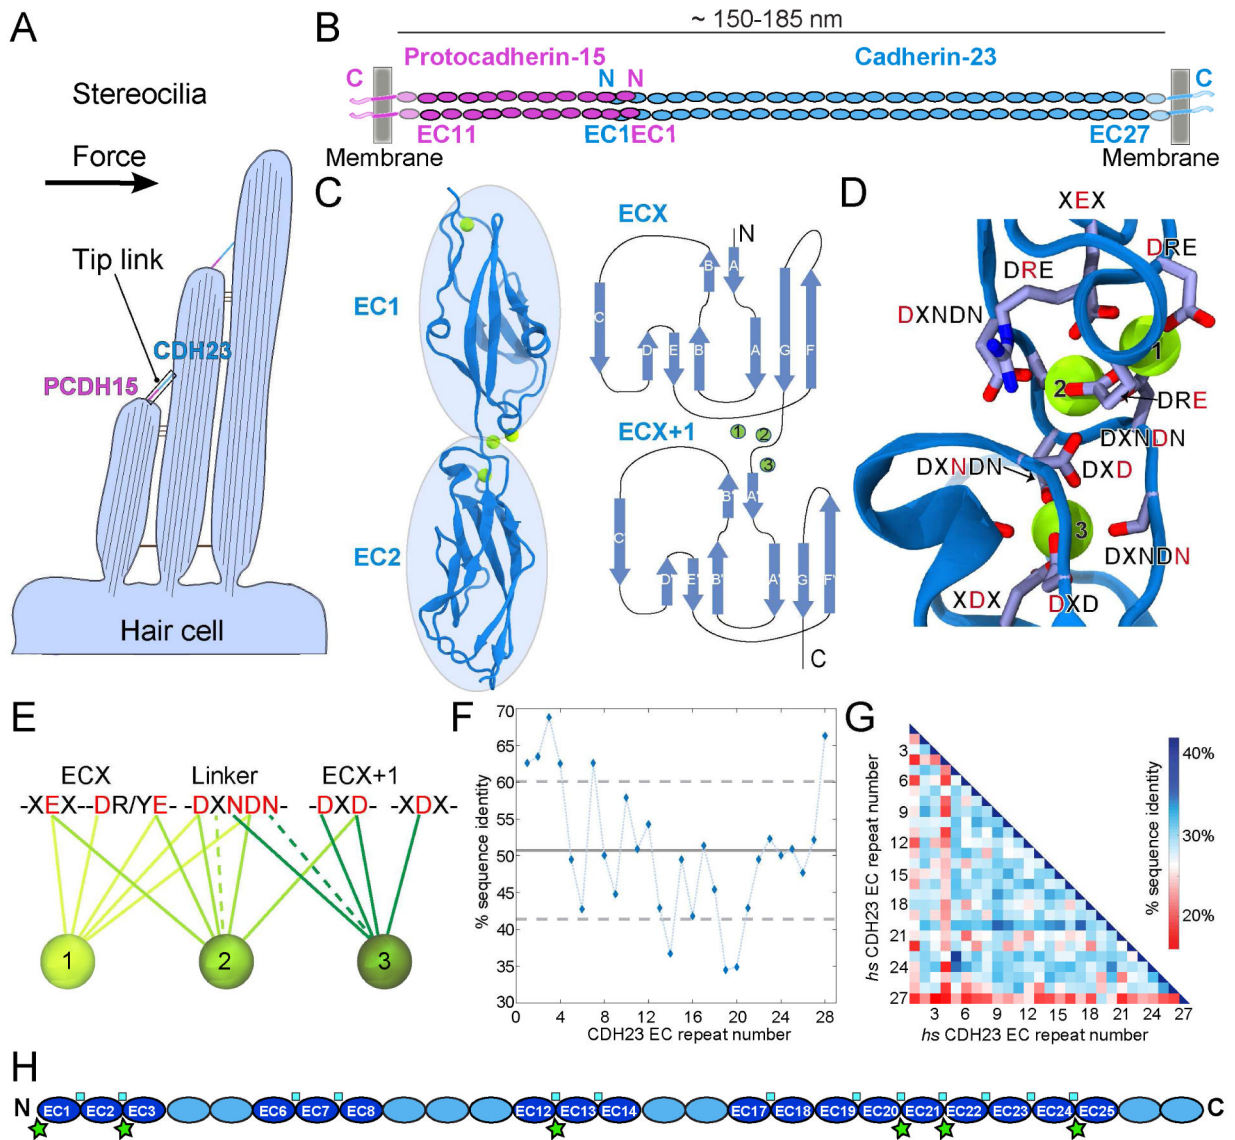 A
Stereocilia
Force
Tip link
CDH23
PCDH15
Hair cell
B
~ 150-185 nm
Protocadherin-15
Cadherin-23
C
N
N
C
EC11
EC1
EC1
EC27
Membrane
Membrane
C
EC1
EC2
ECX
N
B
A
C
D
E
B
A
G
F
ECX+1
1
2
3
B'
A'
C'
D'
E'
B'
A'
G
F'
C
D
XEX
DRE
DRE
DXNDN
1
2
DRE
DXNDN
DXNDN
DXD
3
DXNDN
XDX
DXD
E
ECX
Linker
ECX+1
-XEX--DR/YE- -DXNDN- -DXD- -XDX-
1
2
3
F
% sequence identity
70
65
60
55
50
45
40
35
30
0 4 8 12 16 20 24 28
CDH23 EC repeat number
G
hs CDH23 EC repeat number
3
6
9
12
15
18
21
24
27
3 6 9 12 15 18 21 24 27
hs CDH23 EC repeat number
% sequence identity
40%
30%
20%
H
N EC1 EC2 EC3 EC6 EC7 EC8 EC12 EC13 EC14 EC17 EC18 EC19 EC20 EC21 EC22 EC23 EC24 EC25 C